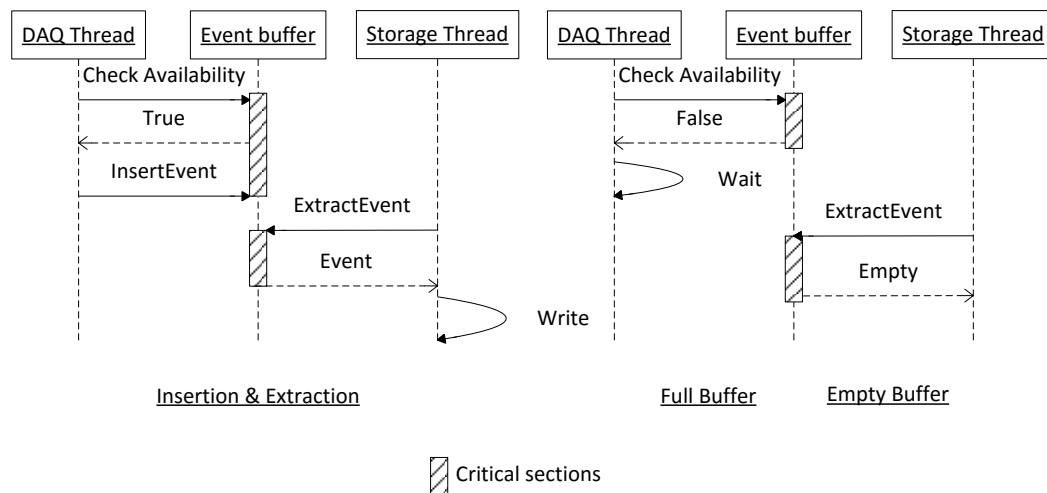 DAQ Thread
Event buffer
Storage Thread
Check Availability
True
InsertEvent
ExtractEvent
Event
Write
Insertion & Extraction
DAQ Thread
Event buffer
Storage Thread
Check Availability
False
Wait
ExtractEvent
Empty
Full Buffer
Empty Buffer
Critical sections